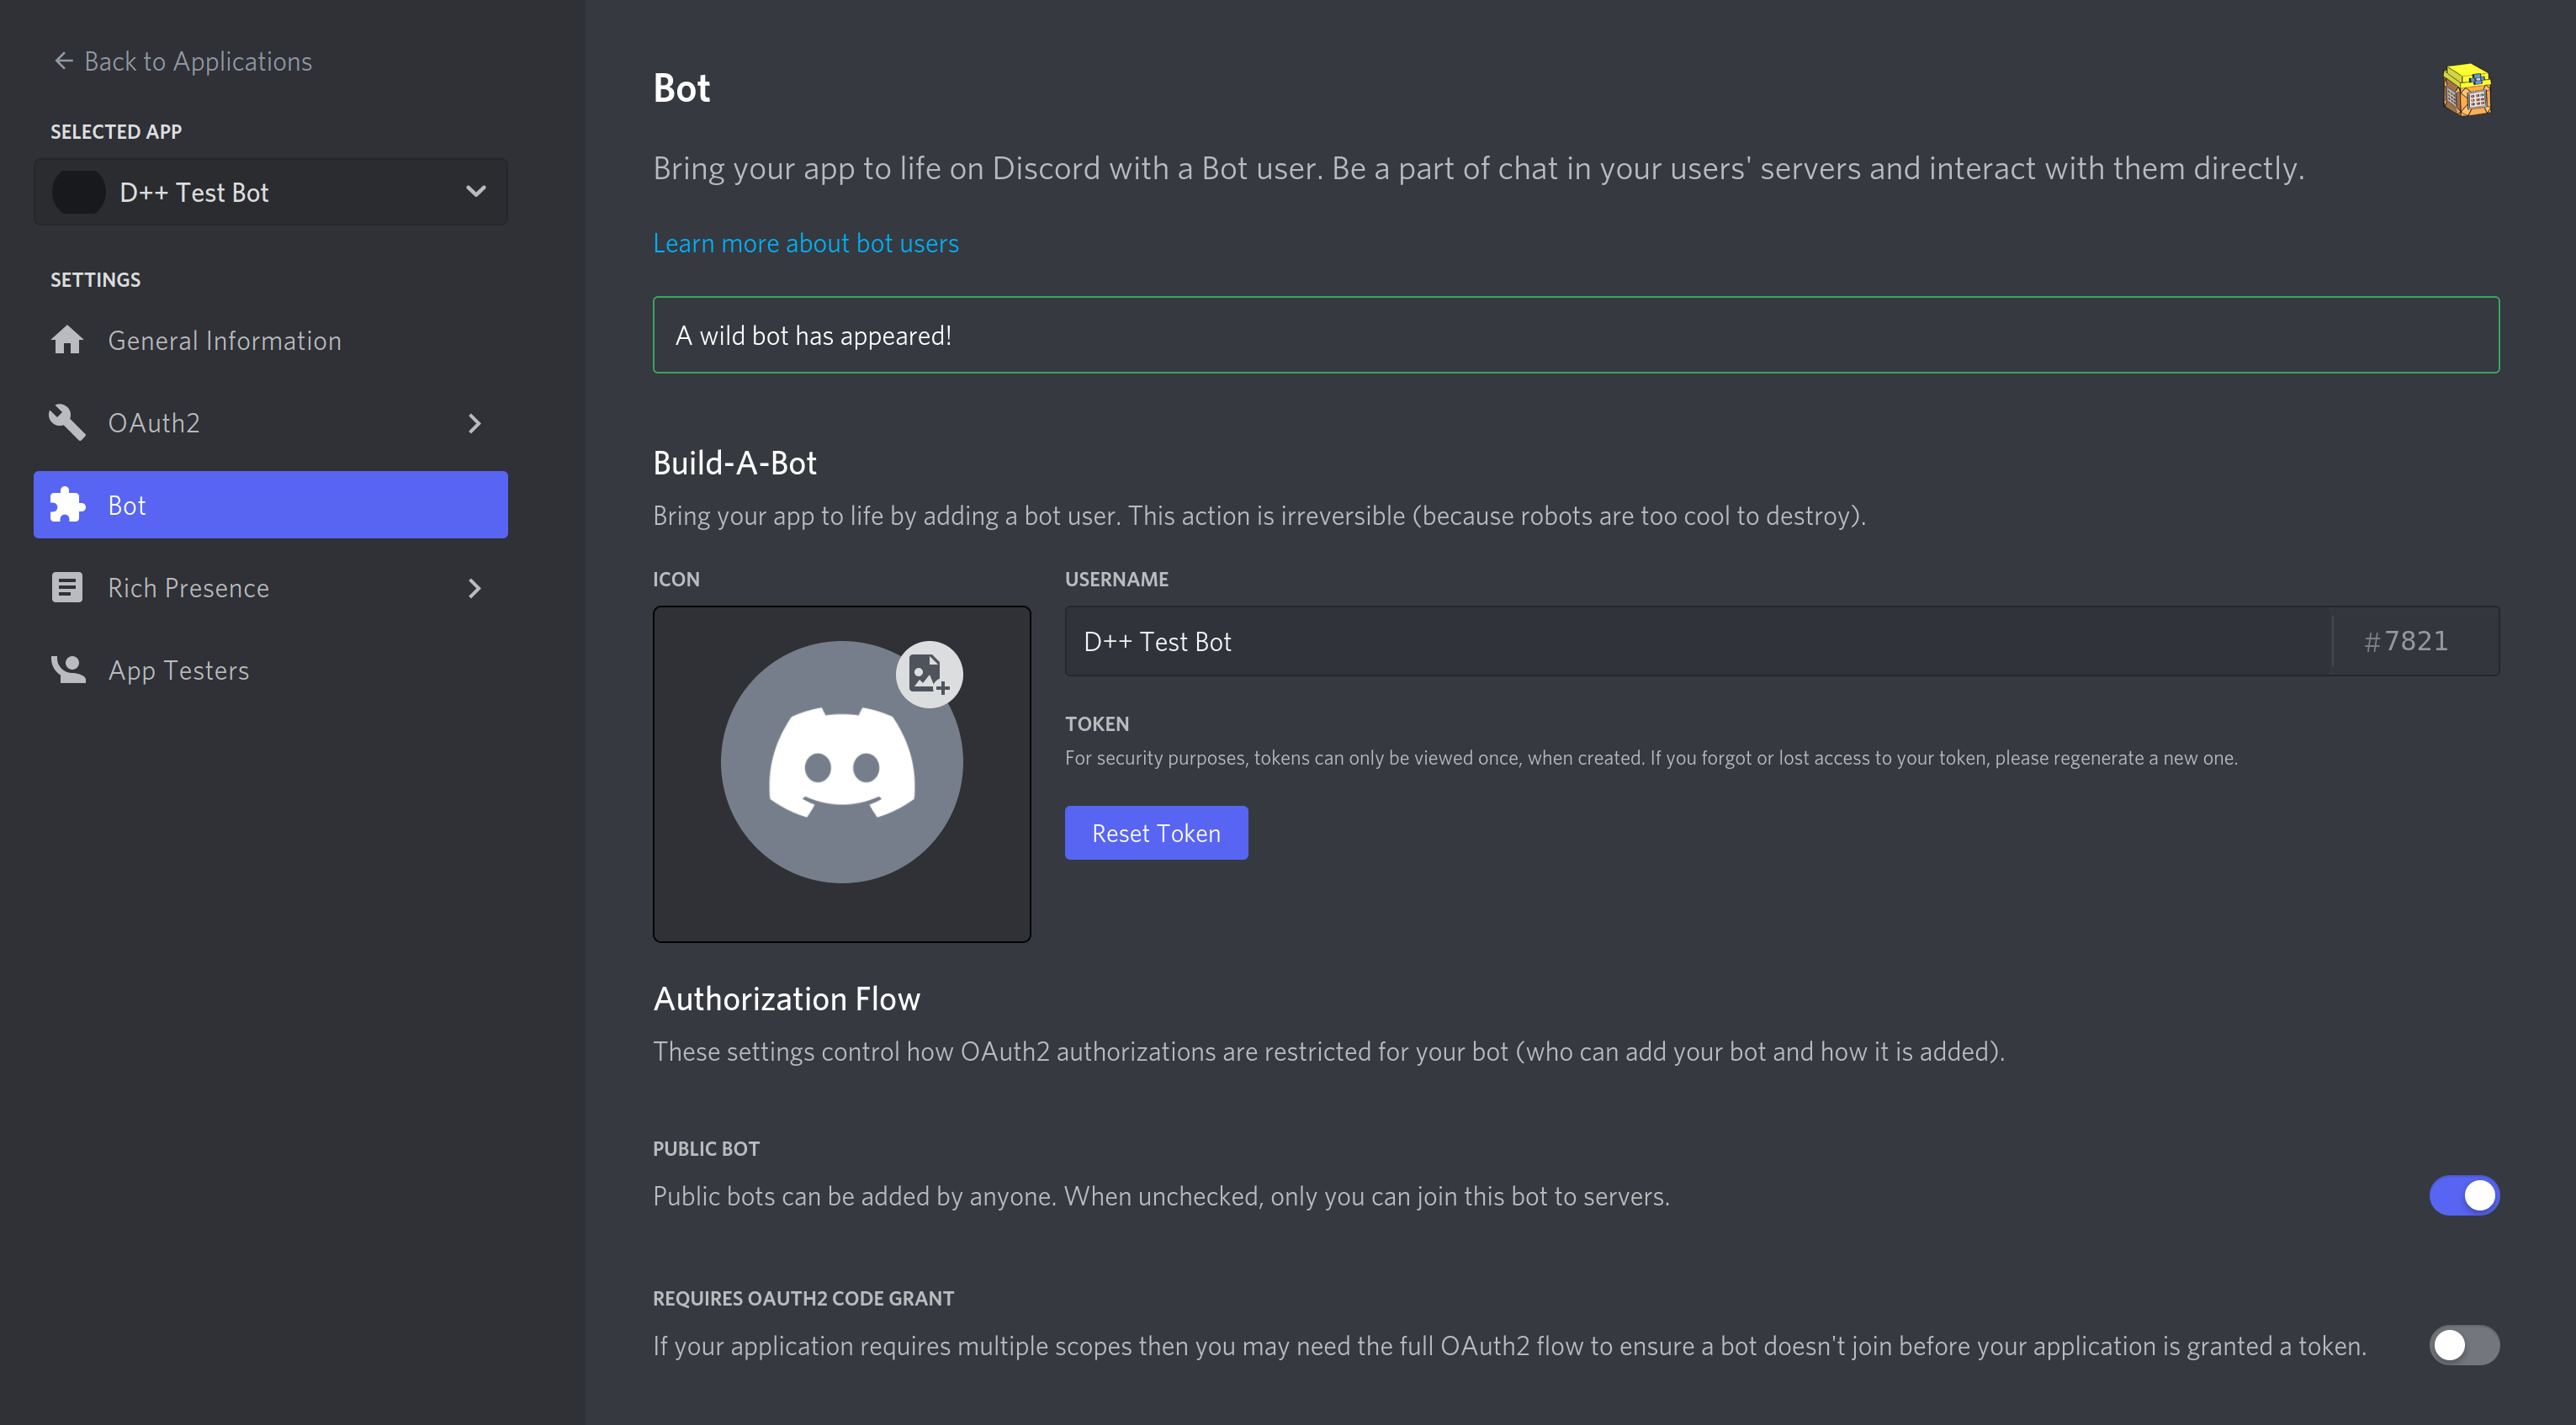 ← Back to Applications
SELECTED APP
D++ Test Bot
SETTINGS
General Information
OAuth2
Bot
Rich Presence
App Testers
Bot
Bring your app to life on Discord with a Bot user. Be a part of chat in your users' servers and interact with them directly.
Learn more about bot users
A wild bot has appeared!
Build-A-Bot
Bring your app to life by adding a bot user. This action is irreversible (because robots are too cool to destroy).
ICON
USERNAME
D++ Test Bot #7821
TOKEN
For security purposes, tokens can only be viewed once, when created. If you forgot or lost access to your token, please regenerate a new one.
Reset Token
Authorization Flow
These settings control how OAuth2 authorizations are restricted for your bot (who can add your bot and how it is added).
PUBLIC BOT
Public bots can be added by anyone. When unchecked, only you can join this bot to servers.
REQUIRES OAUTH2 CODE GRANT
If your application requires multiple scopes then you may need the full OAuth2 flow to ensure a bot doesn't join before your application is granted a token.